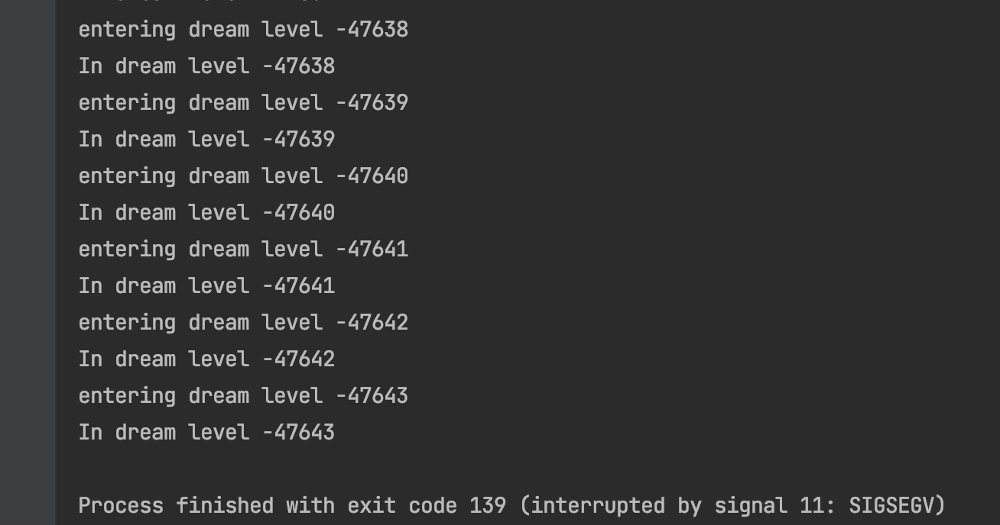 entering dream level -47638
In dream level -47638
entering dream level -47639
In dream level -47639
entering dream level -47640
In dream level -47640
entering dream level -47641
In dream level -47641
entering dream level -47642
In dream level -47642
entering dream level -47643
In dream level -47643
Process finished with exit code 139 (interrupted by signal 11: SIGSEGV)